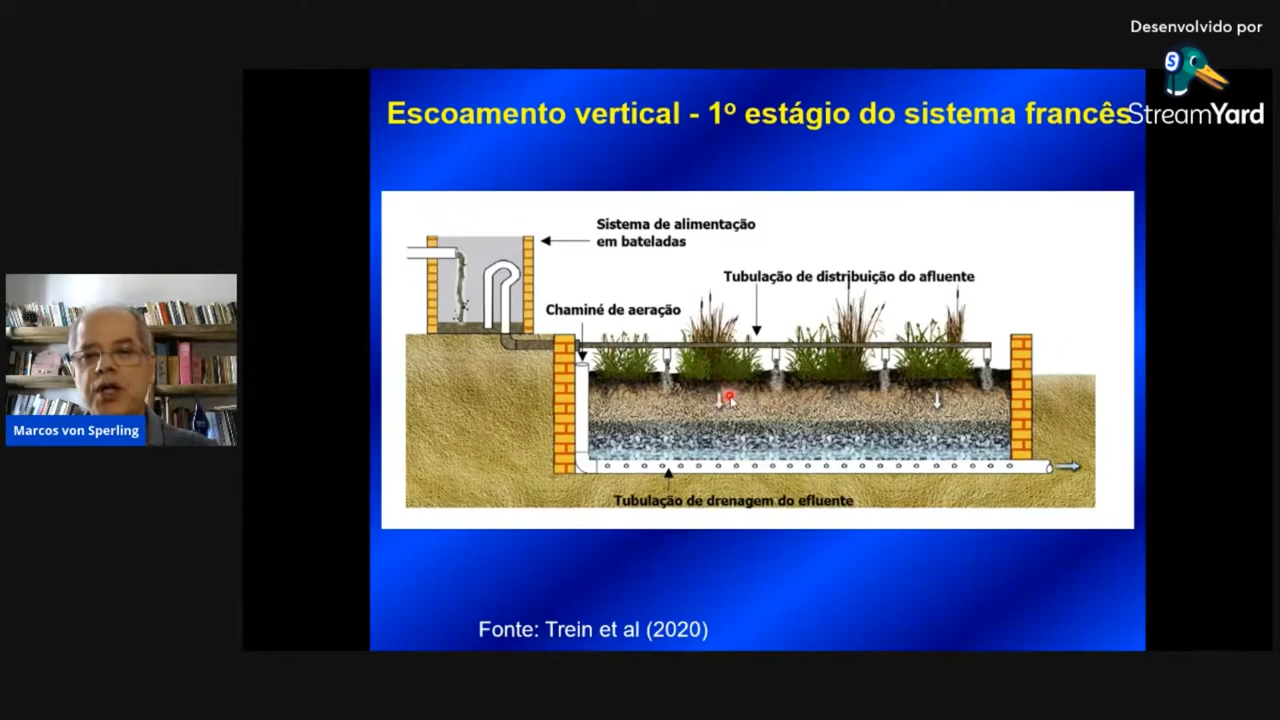 Desenvolvido por
S
StreamYard
Escoamento vertical - 1º estágio do sistema francês
Sistema de alimentação
em bateladas
Tubulação de distribuição do afluente
Chaminé de aeração
Tubulação de drenagem do efluente
Marcos von Sperling
Fonte: Trein et al (2020)